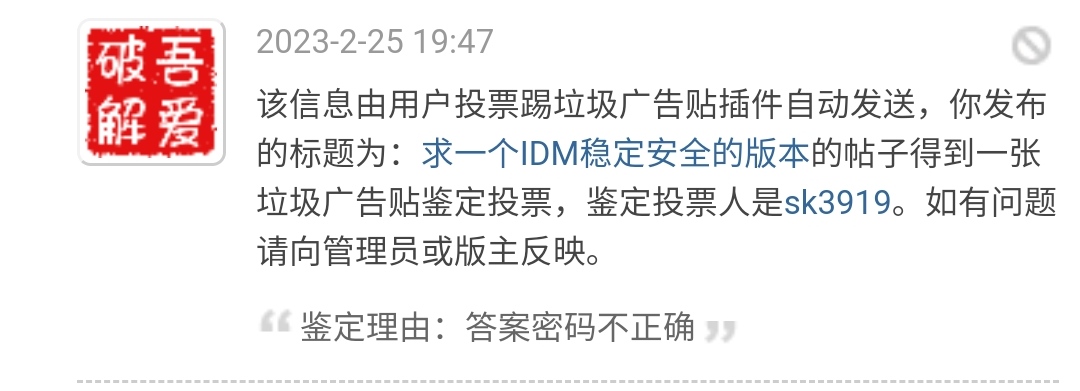 吾爱
破解
2023-2-25 19:47
该信息由用户投票踢垃圾广告贴插件自动发送，你发布
的标题为：求一个IDM稳定安全的版本的帖子得到一张
垃圾广告贴鉴定投票，鉴定投票人是sk3919。如有问题
请向管理员或版主反映。
“ 鉴定理由：答案密码不正确 ”